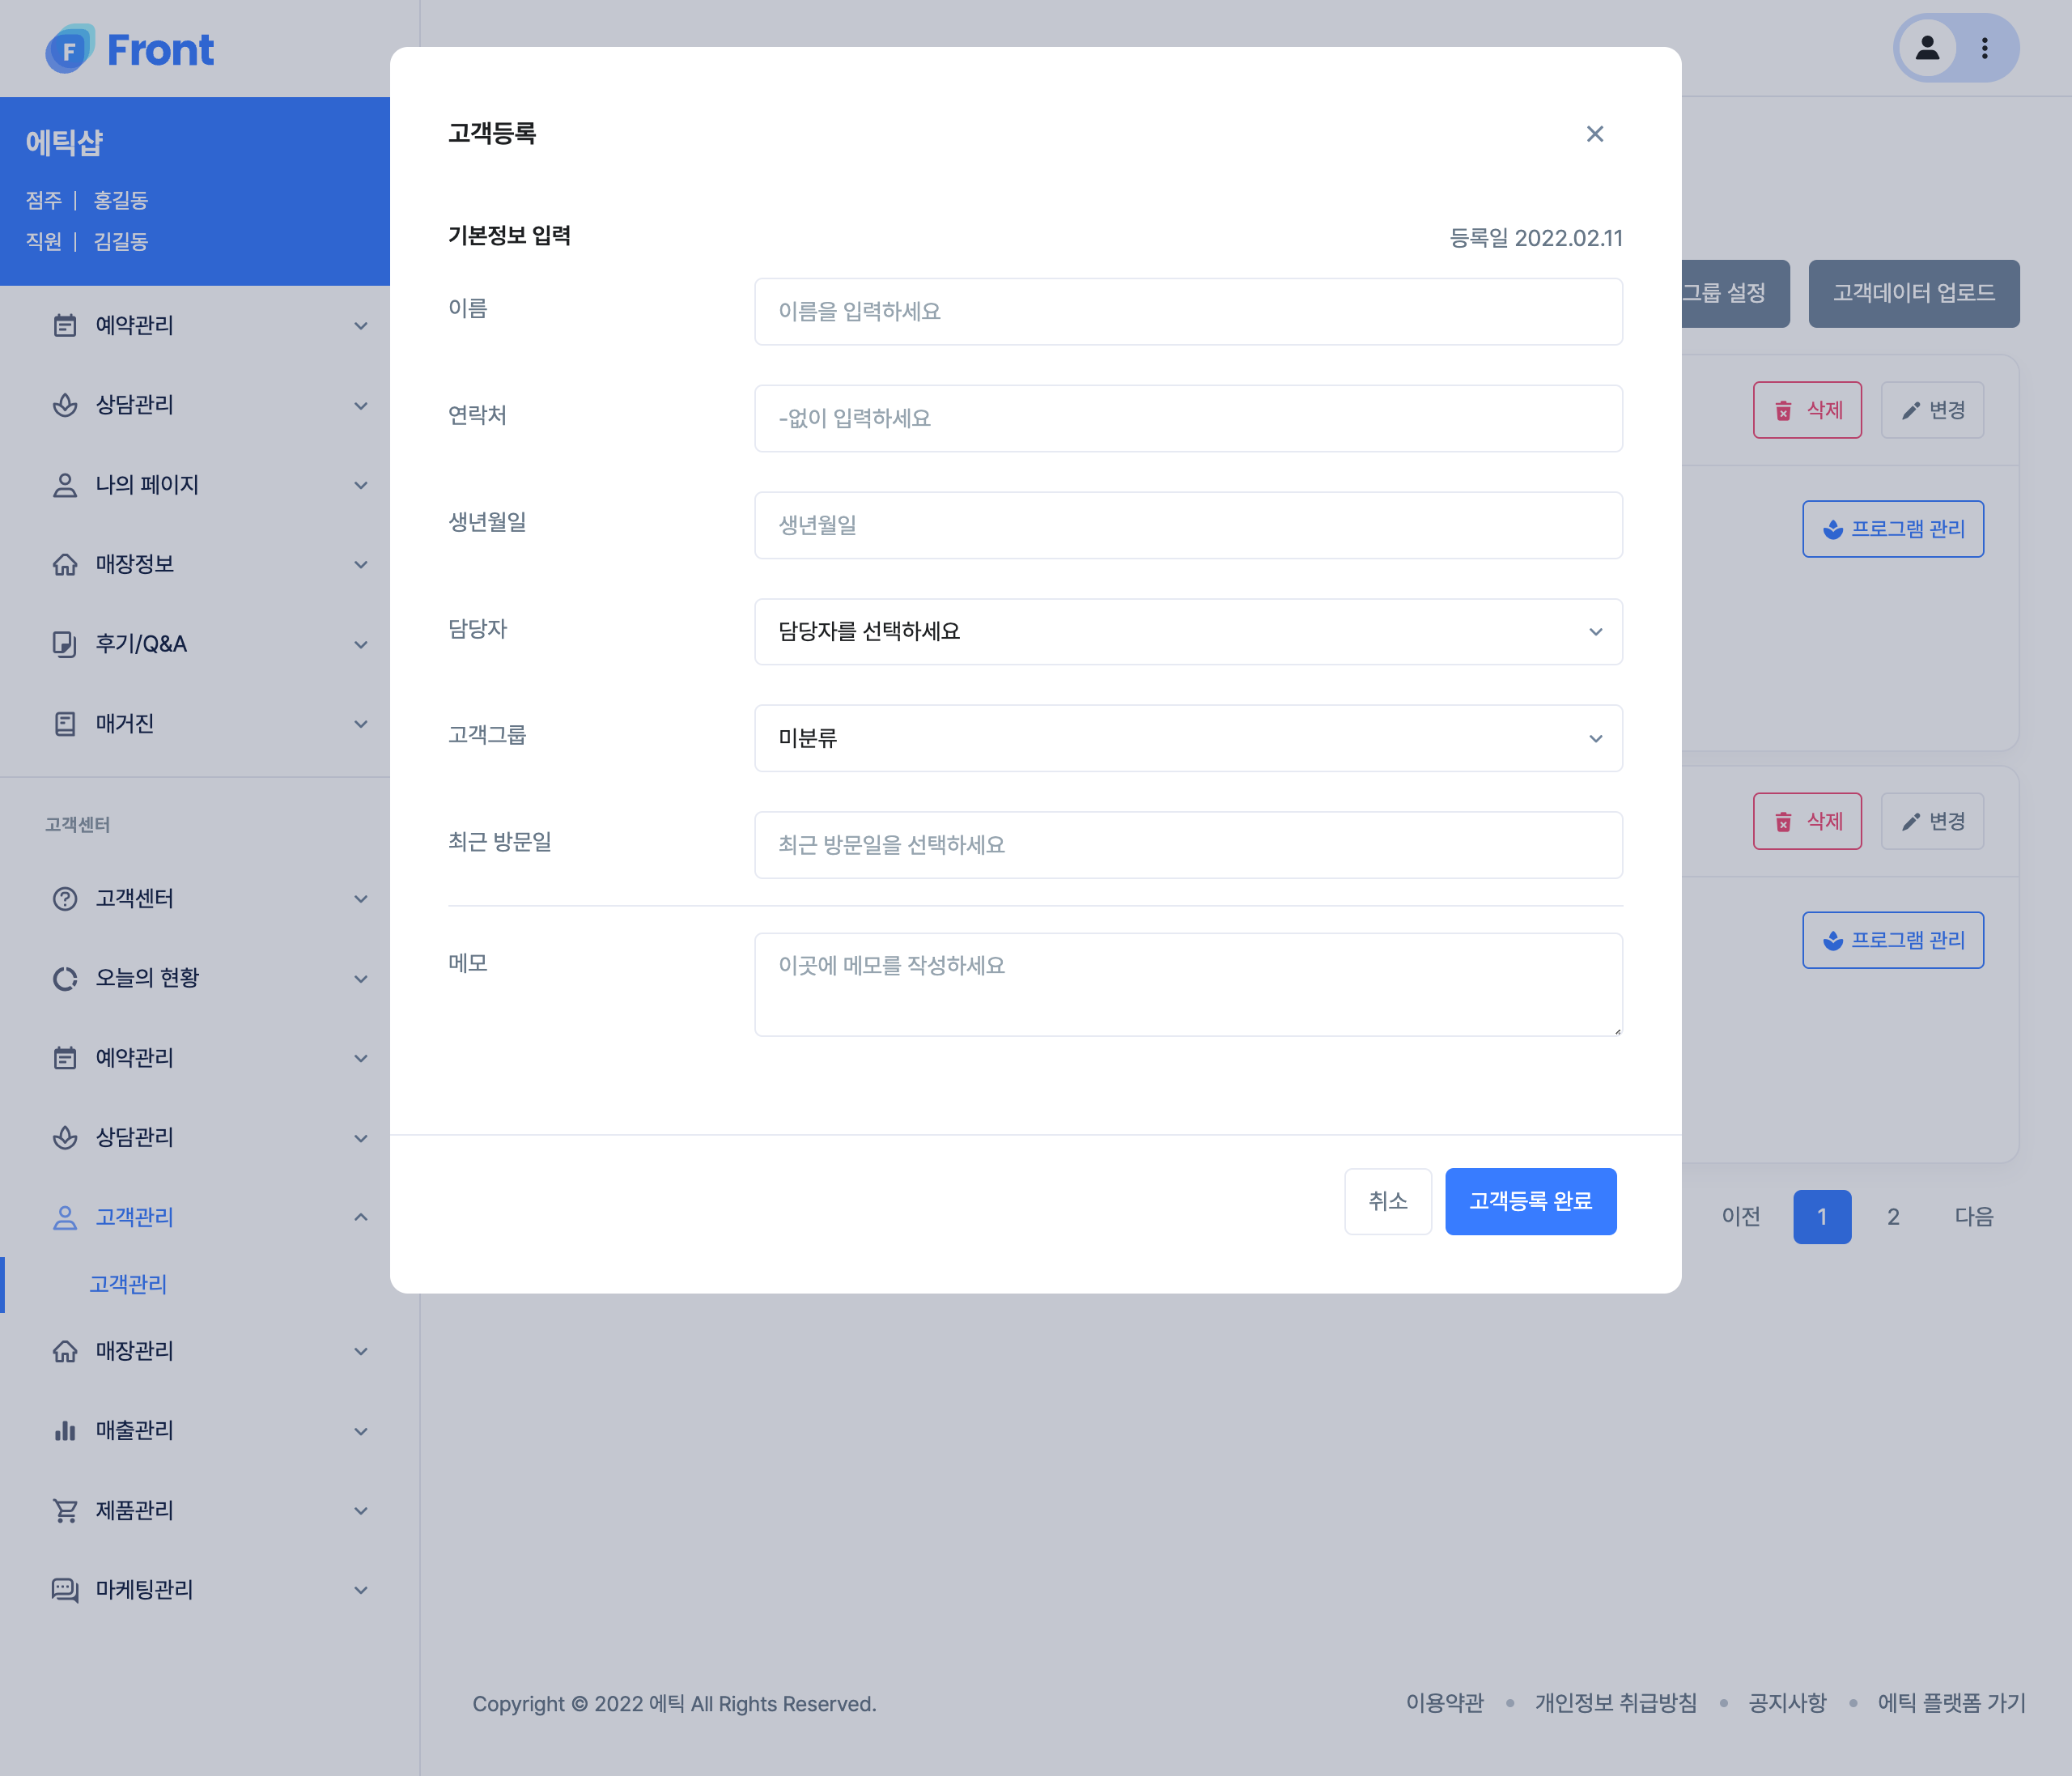 F Front
에틱샵
점주 | 홍길동
직원 | 김길동
예약관리
상담관리
나의 페이지
매장정보
후기/Q&A
매거진
고객센터
고객센터
오늘의 현황
예약관리
상담관리
고객관리
고객관리
매장관리
매출관리
제품관리
마케팅관리
고객등록
기본정보 입력
등록일 2022.02.11
이름
이름을 입력하세요
연락처
-없이 입력하세요
생년월일
생년월일
담당자
담당자를 선택하세요
고객그룹
미분류
최근 방문일
최근 방문일을 선택하세요
메모
이곳에 메모를 작성하세요
취소
고객등록 완료
그룹 설정
고객데이터 업로드
삭제
변경
프로그램 관리
삭제
변경
프로그램 관리
이전 1 2 다음
Copyright © 2022 에틱 All Rights Reserved.
이용약관 • 개인정보 취급방침 • 공지사항 • 에틱 플랫폼 가기